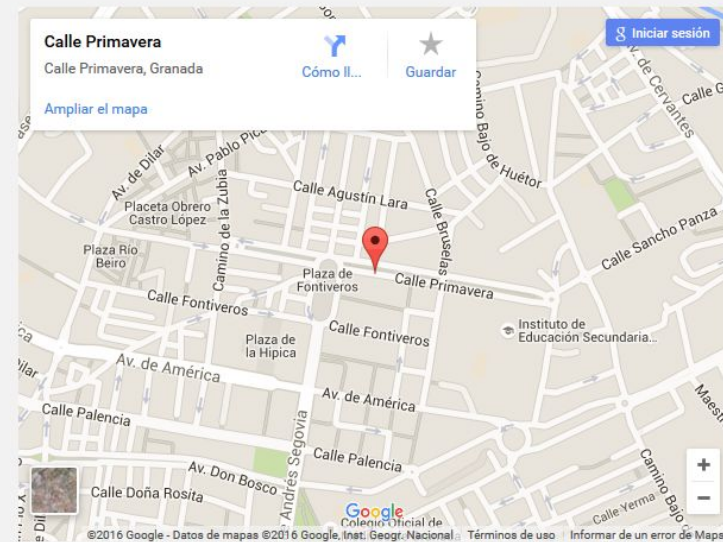 Calle Primavera
Calle Primavera, Granada
Ampliar el mapa
Cómo ll...
Guardar
Iniciar sesión
Av. de Cervantes
Camino Bajo de Huétor
Av. de Dílar
Av. Pablo Pic
Placeta Obrero
Castro López
Camino de la Zubia
Calle Agustín Lara
Calle Bruselas
Calle Sancho Panza
Plaza Río
Beiro
Plaza de
Fontiveros
Calle Primavera
Calle Fontiveros
Calle Fontiveros
Plaza de
la Hipica
Instituto de
Educación Secundaria...
Av. de América
Av. de América
Calle Palencia
Calle Palencia
Andrés Segovia
Av. Don Bosco
Calle Doña Rosita
Calle Yerma
Camino Bajo
Google
Colegio Oficial de
©2016 Google - Datos de mapas ©2016 Google, Inst. Geogr. Nacional
Términos de uso
Informar de un error de Maps